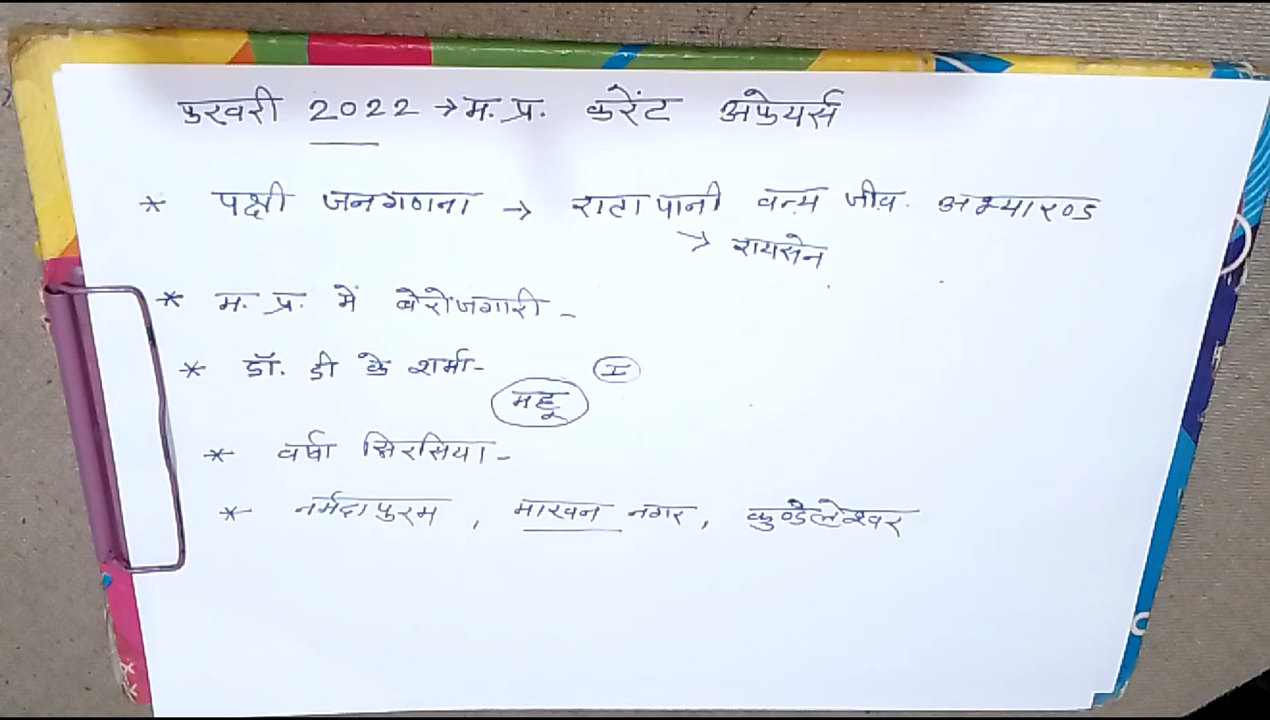 फरवरी 2022 → म. प्र. करेंट अफेयर्स
* पक्षी जनगणना → रातापानी वन्य जीव. अभ्यारण्ड
→ रायसेन
* म. प्र. में बेरोजगारी -
* डॉ. डी के शर्मा- I
महू
* वर्षा सिरसिया -
* नर्मदापुरम, माखन नगर, कुण्डेलेश्वर